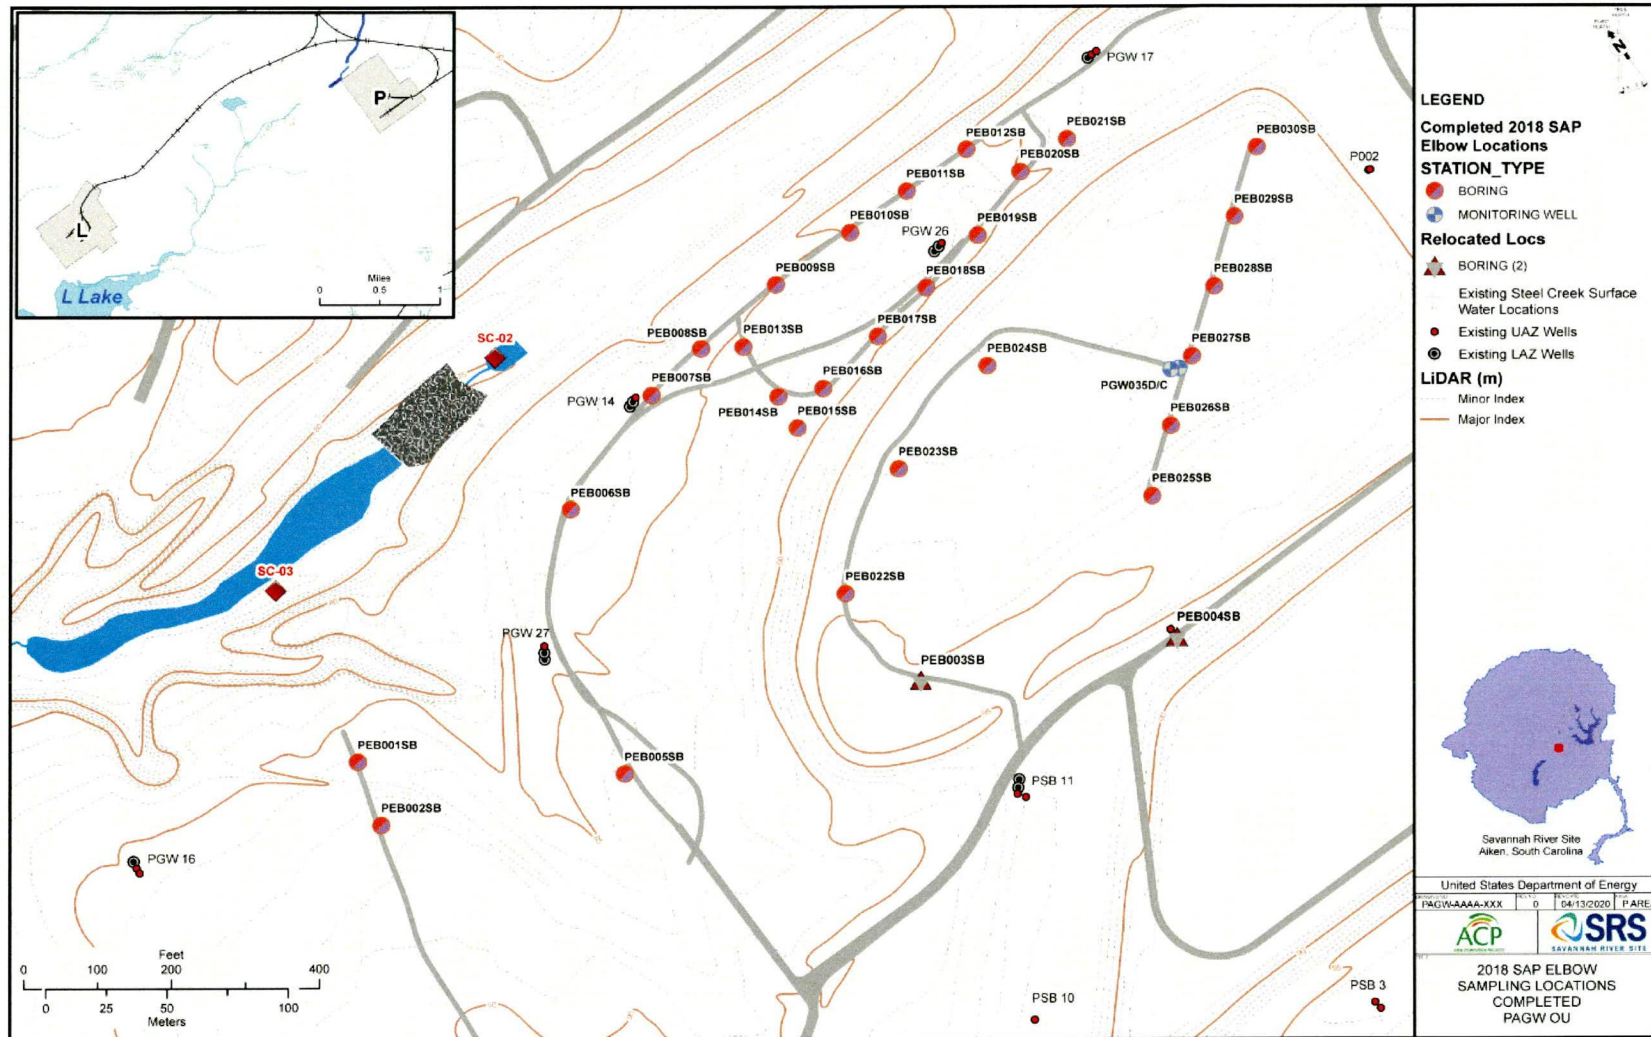 P
L
L Lake
Miles
0 0.5 1
PGW 17
PEB012SB
PEB021SB
PEB020SB
PEB030SB
P002
PEB011SB
PEB010SB
PGW 26
PEB019SB
PEB029SB
PEB009SB
PEB018SB
PEB028SB
SC-02
PEB008SB
PEB013SB
PEB017SB
PEB024SB
PEB027SB
PEB007SB
PEB016SB
PGW035D/C
PGW 14
PEB014SB
PEB015SB
PEB026SB
PEB023SB
PEB006SB
PEB025SB
SC-03
PEB022SB
PEB004SB
PGW 27
PEB003SB
PEB001SB
PEB005SB
PSB 11
PEB002SB
PGW 16
PSB 10
PSB 3
Feet
0 100 200 400
0 25 50 100
Meters
N
LEGEND
Completed 2018 SAP
Elbow Locations
STATION_TYPE
BORING
MONITORING WELL
Relocated Locs
BORING (2)
Existing Steel Creek Surface
Water Locations
Existing UAZ Wells
Existing LAZ Wells
LiDAR (m)
Minor Index
Major Index
Savannah River Site
Aiken, South Carolina
United States Department of Energy
PAGW-AAAA-XXX 0 04/13/2020 P ARE
ACP
SRS
SAVANNAH RIVER SITE
2018 SAP ELBOW
SAMPLING LOCATIONS
COMPLETED
PAGW OU